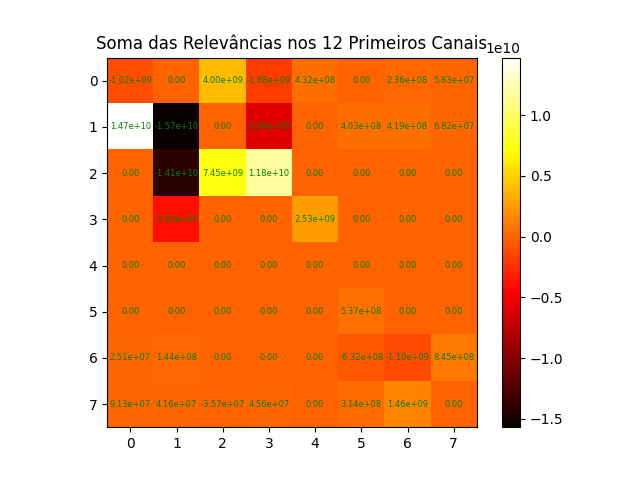 Soma das Relevâncias nos 12 Primeiros Canais
1e10
0 -1.02e+09 0.00 4.00e+09 -1.88e+09 4.32e+08 0.00 2.36e+08 5.83e+07
1 1.47e+10 -1.57e+10 0.00 0.00 4.03e+08 4.19e+08 6.82e+07
2 0.00 -1.41e+10 7.45e+09 1.18e+10 0.00 0.00 0.00 0.00
3 0.00 0.00 0.00 2.53e+09 0.00 0.00 0.00
4 0.00 0.00 0.00 0.00 0.00 0.00 0.00 0.00
5 0.00 0.00 0.00 0.00 0.00 5.37e+08 0.00 0.00
6 2.51e+07 1.44e+08 0.00 0.00 0.00 -6.32e+08 -1.10e+09 8.45e+08
7 9.13e+07 4.16e+07 -3.57e+07 4.56e+07 0.00 3.14e+08 1.46e+09 0.00
0 1 2 3 4 5 6 7
1.0
0.5
0.0
−0.5
−1.0
−1.5